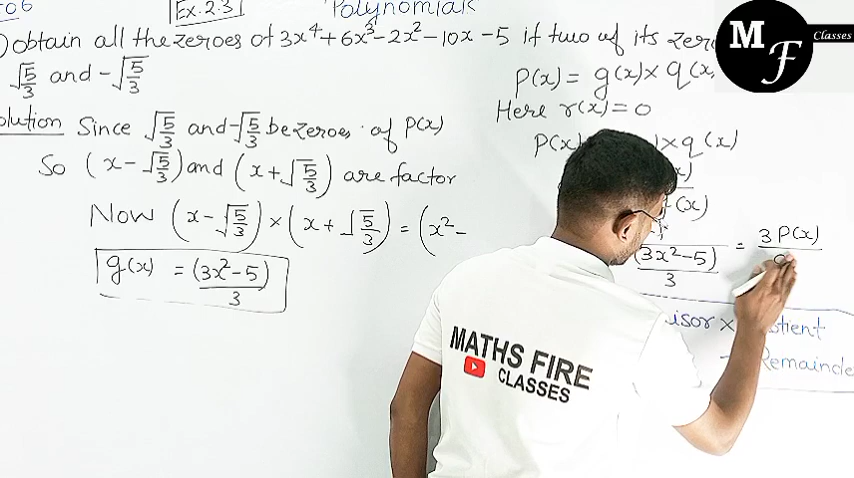 Ex-2.3 Polynomials
obtain all the zeroes of 3x⁴+6x³-2x²-10x-5 if two of its
√5/3 and -√5/3
Solution Since √5/3 and -√5/3 be zeroes of P(x)
So (x-√5/3) and (x+√5/3) are factor
Now (x-√5/3)×(x+√5/3) = (x²-
g(x) = (3x²-5)/3
P(x) = g(x)×q(x
Here r(x)=0
P(x) ×q(x)
(3x²-5)/3 = 3P(x)
isor ×
Remainde
MF Classes
MATHS FIRE
CLASSES